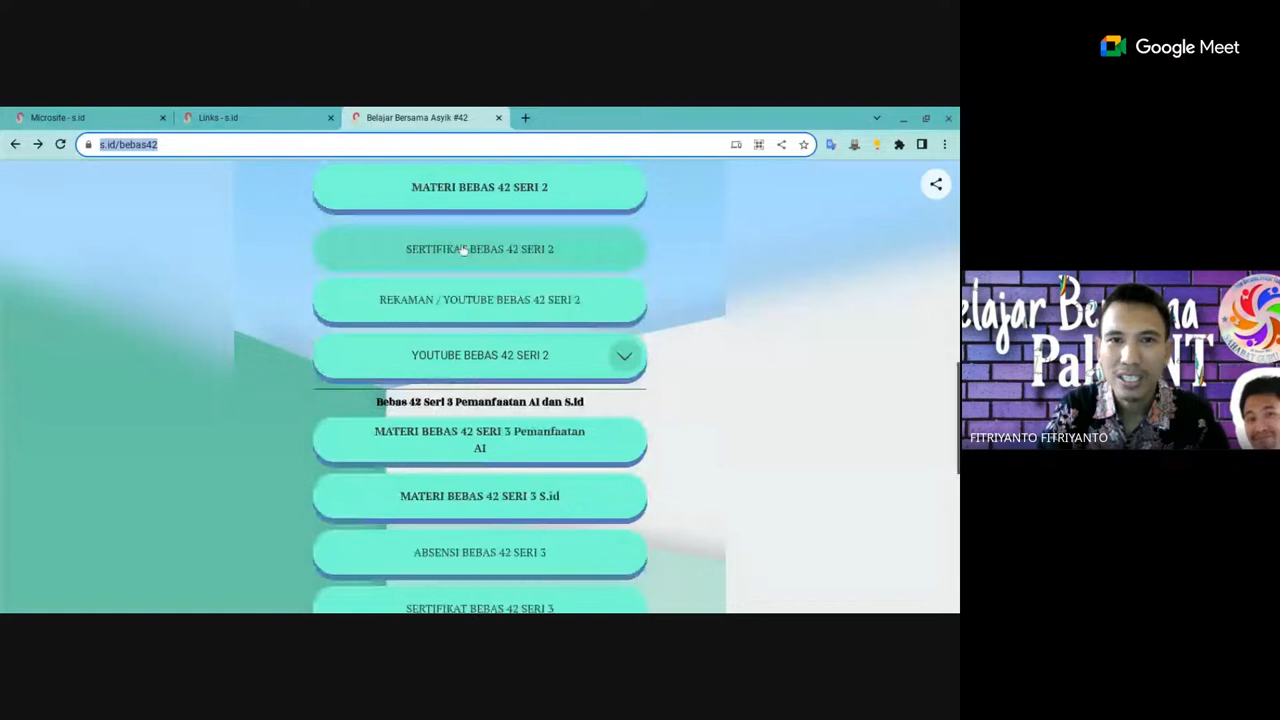 Google Meet
Microsite - s.id
Links - s.id
Belajar Bersama Asyik #42
s.id/bebas42
MATERI BEBAS 42 SERI 2
SERTIFIKAT BEBAS 42 SERI 2
REKAMAN / YOUTUBE BEBAS 42 SERI 2
YOUTUBE BEBAS 42 SERI 2
Bebas 42 Seri 3 Pemanfaatan AI dan S.id
MATERI BEBAS 42 SERI 3 Pemanfaatan
AI
MATERI BEBAS 42 SERI 3 S.id
ABSENSI BEBAS 42 SERI 3
SERTIFIKAT BEBAS 42 SERI 3
FITRIYANTO FITRIYANTO